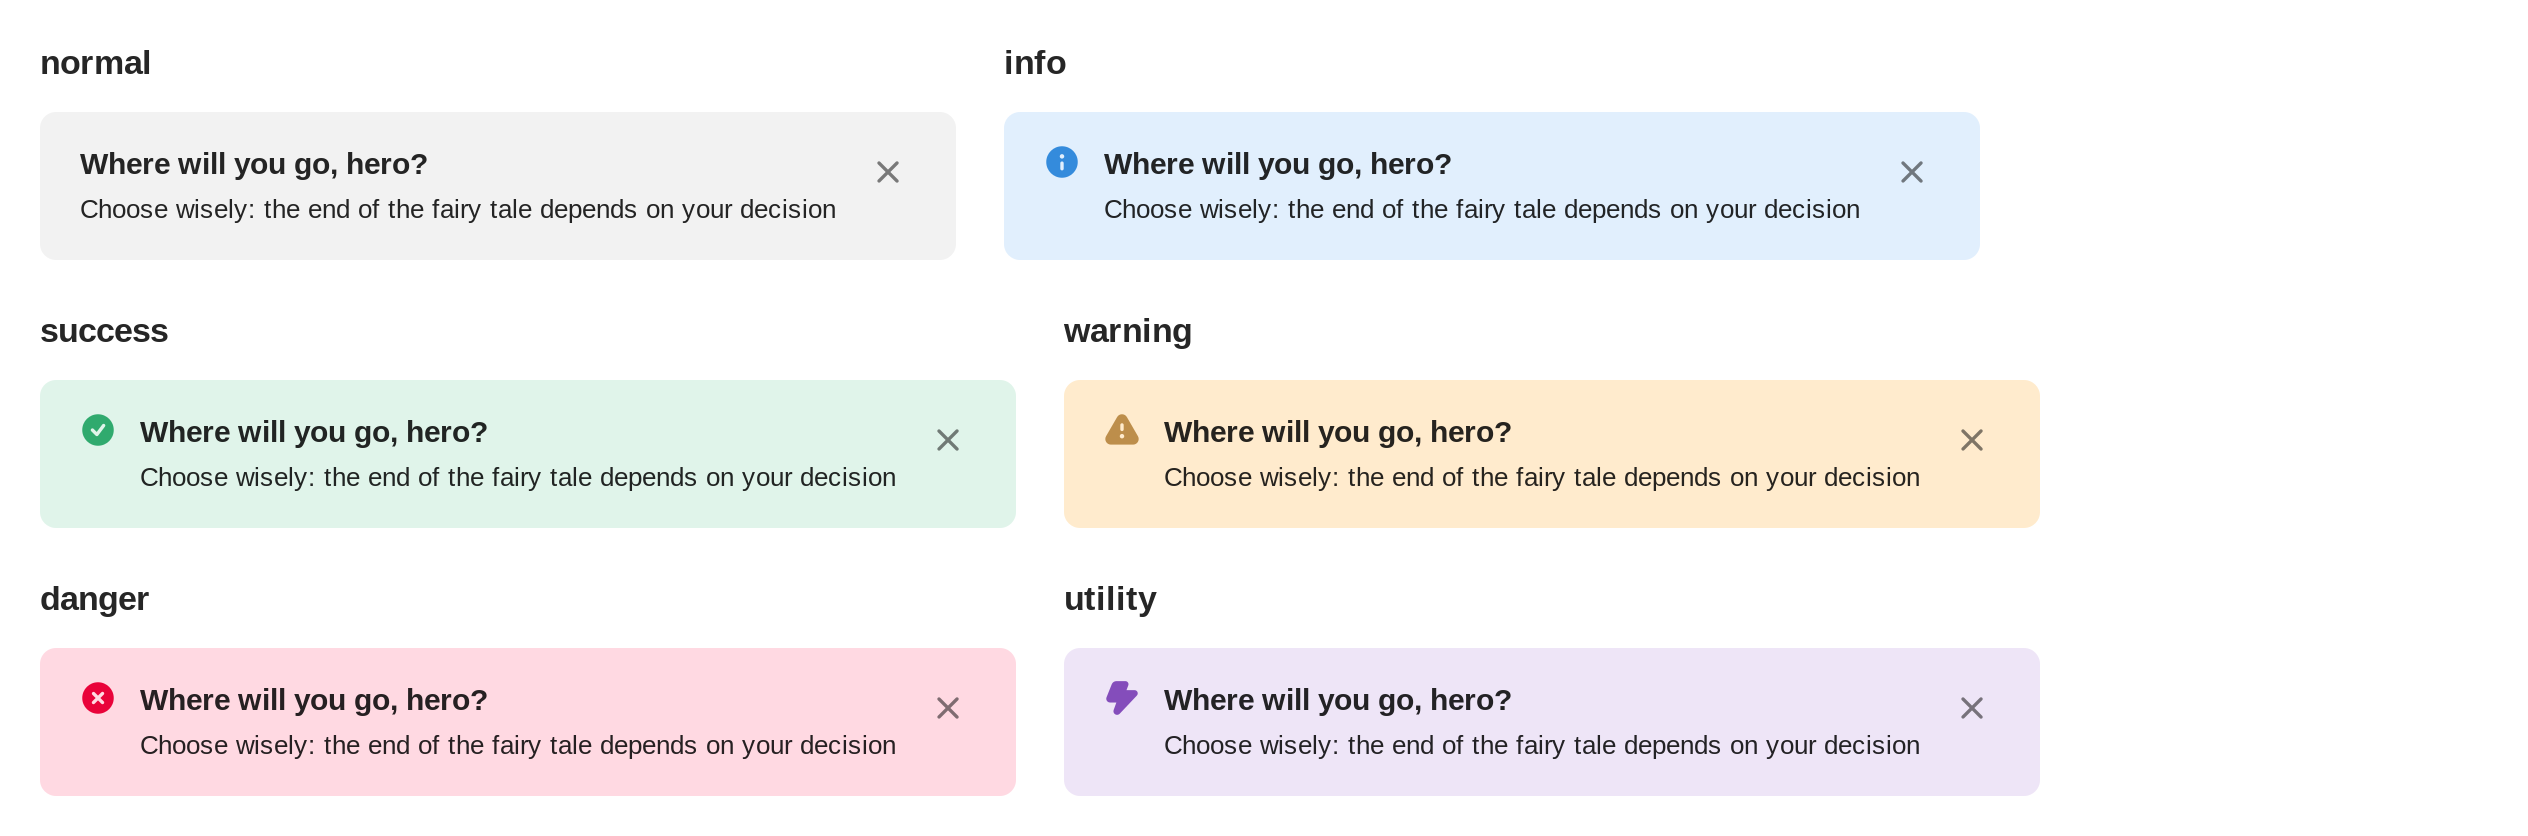 normal
Where will you go, hero?
Choose wisely: the end of the fairy tale depends on your decision
info
Where will you go, hero?
Choose wisely: the end of the fairy tale depends on your decision
success
Where will you go, hero?
Choose wisely: the end of the fairy tale depends on your decision
warning
Where will you go, hero?
Choose wisely: the end of the fairy tale depends on your decision
danger
Where will you go, hero?
Choose wisely: the end of the fairy tale depends on your decision
utility
Where will you go, hero?
Choose wisely: the end of the fairy tale depends on your decision